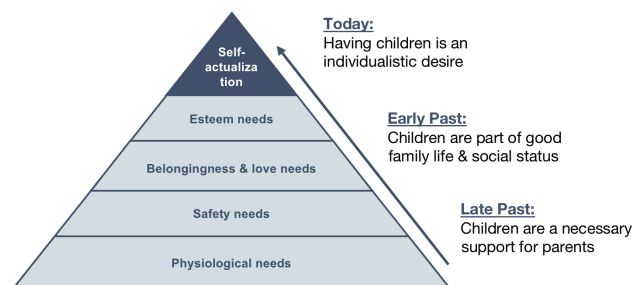 Self-
actualiza
tion
Esteem needs
Belongingness & love needs
Safety needs
Physiological needs
Today:
Having children is an
individualistic desire
Early Past:
Children are part of good
family life & social status
Late Past:
Children are a necessary
support for parents